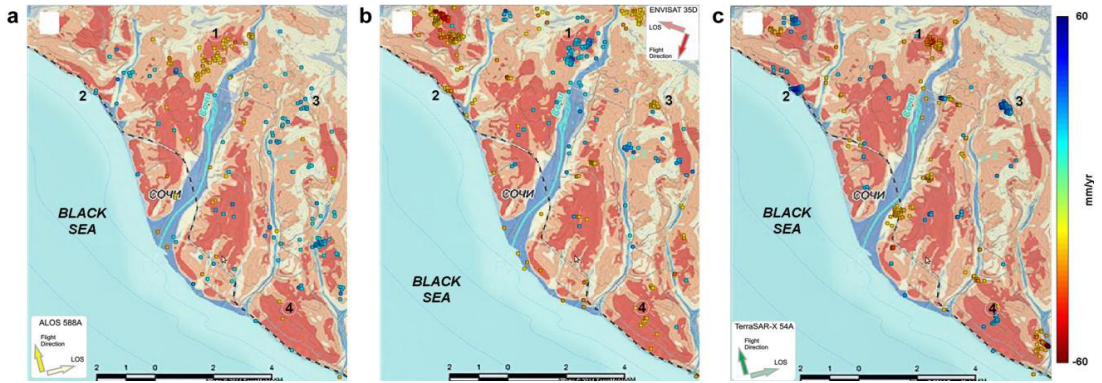 a
1
2
3
СОЧИ
BLACK
SEA
4
ALOS 588A
Flight
Direction
LOS
2 1 0 2 4
b
ENVISAT 35D
LOS
Flight
Direction
1
2
3
СОЧИ
BLACK
SEA
4
2 1 0 2 4
c
1
2
3
СОЧИ
BLACK
SEA
4
TerraSAR-X 54A
Flight
Direction
LOS
2 1 0 2 4
60
mm/yr
-60